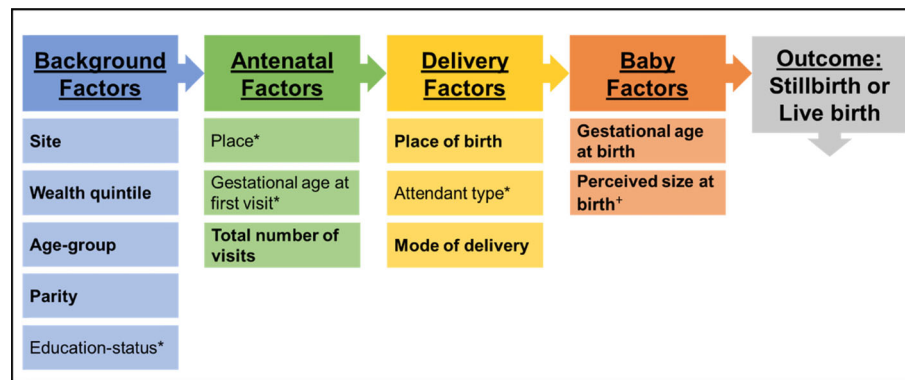 Background
Factors
Site
Wealth quintile
Age-group
Parity
Education-status*
Antenatal
Factors
Place*
Gestational age at
first visit*
Total number of
visits
Delivery
Factors
Place of birth
Attendant type*
Mode of delivery
Baby
Factors
Gestational age
at birth
Perceived size at
birth⁺
Outcome:
Stillbirth or
Live birth